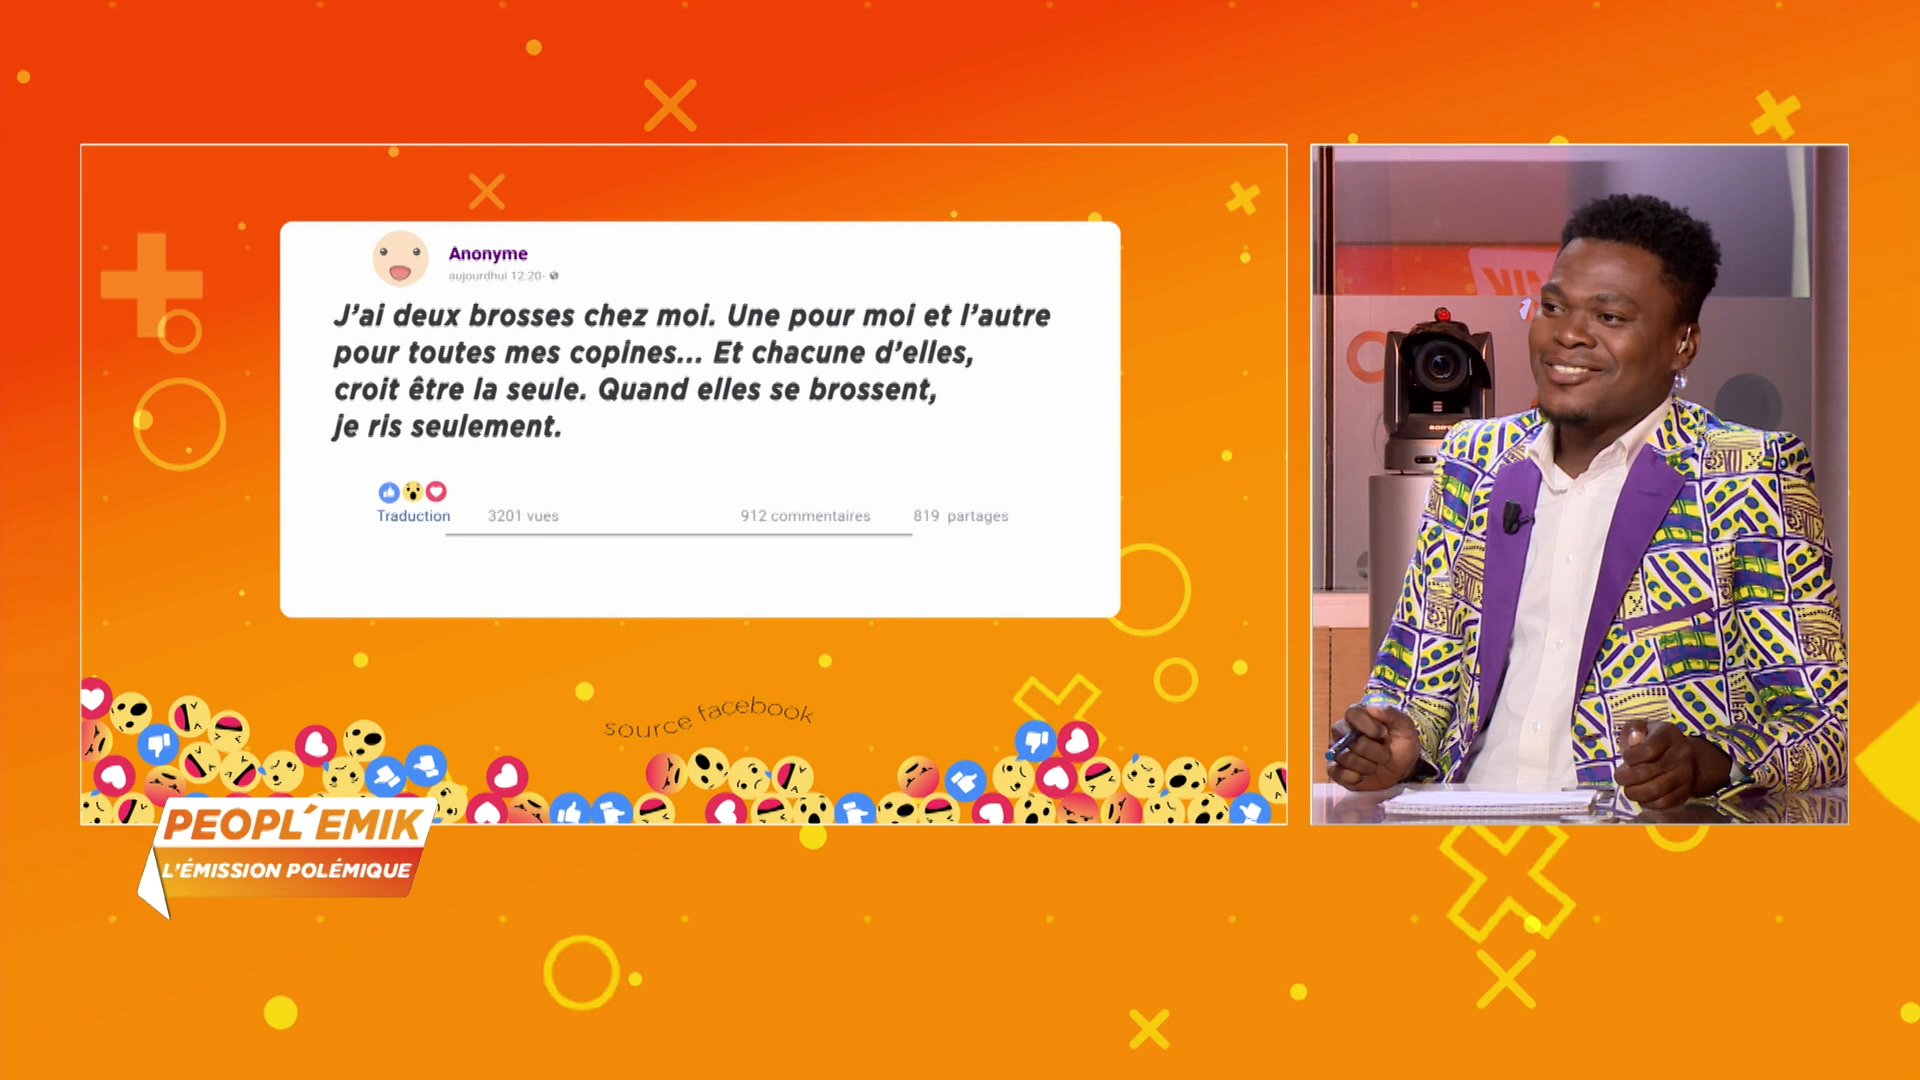 Anonyme
aujourdhui 12.20·
J'ai deux brosses chez moi. Une pour moi et l'autre
pour toutes mes copines... Et chacune d'elles,
croit être la seule. Quand elles se brossent,
je ris seulement.
Traduction 3201 vues 912 commentaires 819 partages
source facebook
PEOPL´EMIK
L'ÉMISSION POLÉMIQUE